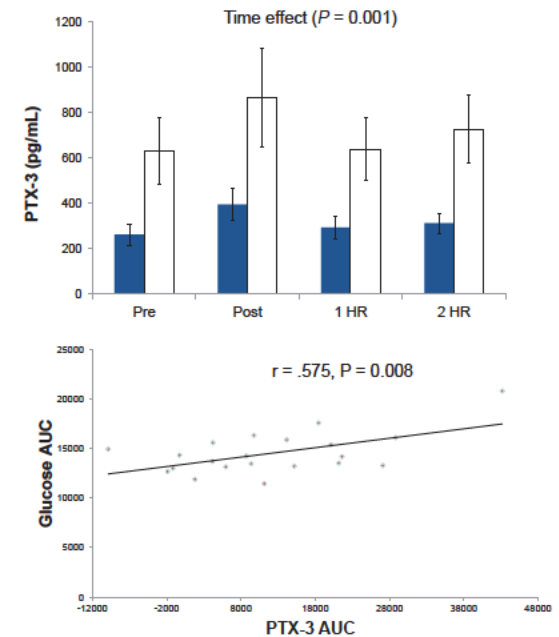 Time effect (P = 0.001)
1200
1000
800
600
400
200
0
PTX-3 (pg/mL)
Pre Post 1 HR 2 HR
r = .575, P = 0.008
25000
20000
15000
10000
5000
0
Glucose AUC
-12000 -2000 8000 18000 28000 38000 48000
PTX-3 AUC